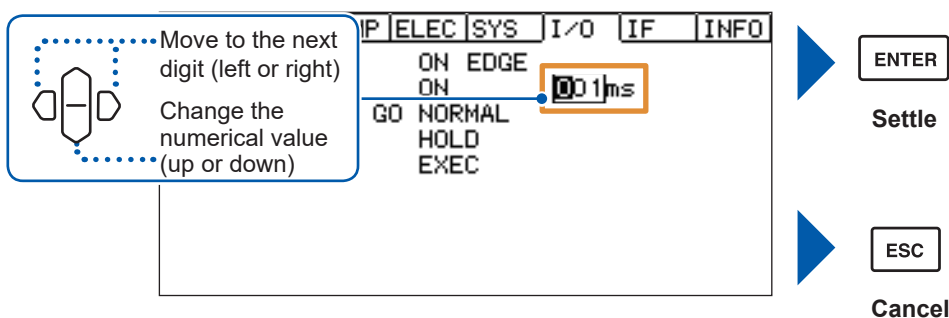 Move to the next
digit (left or right)
Change the
numerical value
(up or down)
P ELEC SYS I/O IF INFO
ON EDGE
ON 001ms
GO NORMAL
HOLD
EXEC
ENTER
Settle
ESC
Cancel